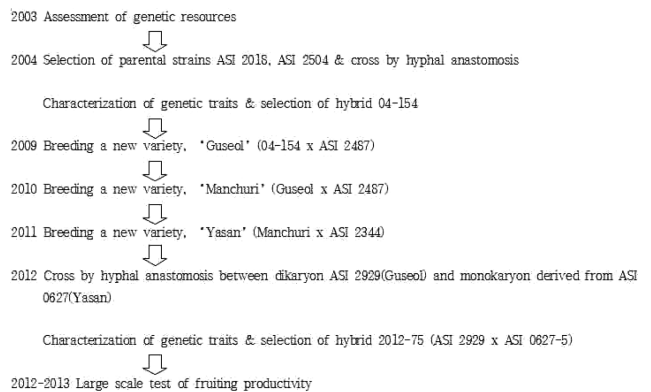 2003 Assessment of genetic resources
2004 Selection of parental strains ASI 2018, ASI 2504 & cross by hyphal anastomosis
Characterization of genetic traits & selection of hybrid 04-154
2009 Breeding a new variety, ‘Guseol’ (04-154 x ASI 2487)
2010 Breeding a new variety, ‘Manchuri’ (Guseol x ASI 2487)
2011 Breeding a new variety, ‘Yasan’ (Manchuri x ASI 2344)
2012 Cross by hyphal anastomosis between dikaryon ASI 2929(Guseol) and monokaryon derived from ASI
0627(Yasan)
Characterization of genetic traits & selection of hybrid 2012-75 (ASI 2929 x ASI 0627-5)
2012-2013 Large scale test of fruiting productivity